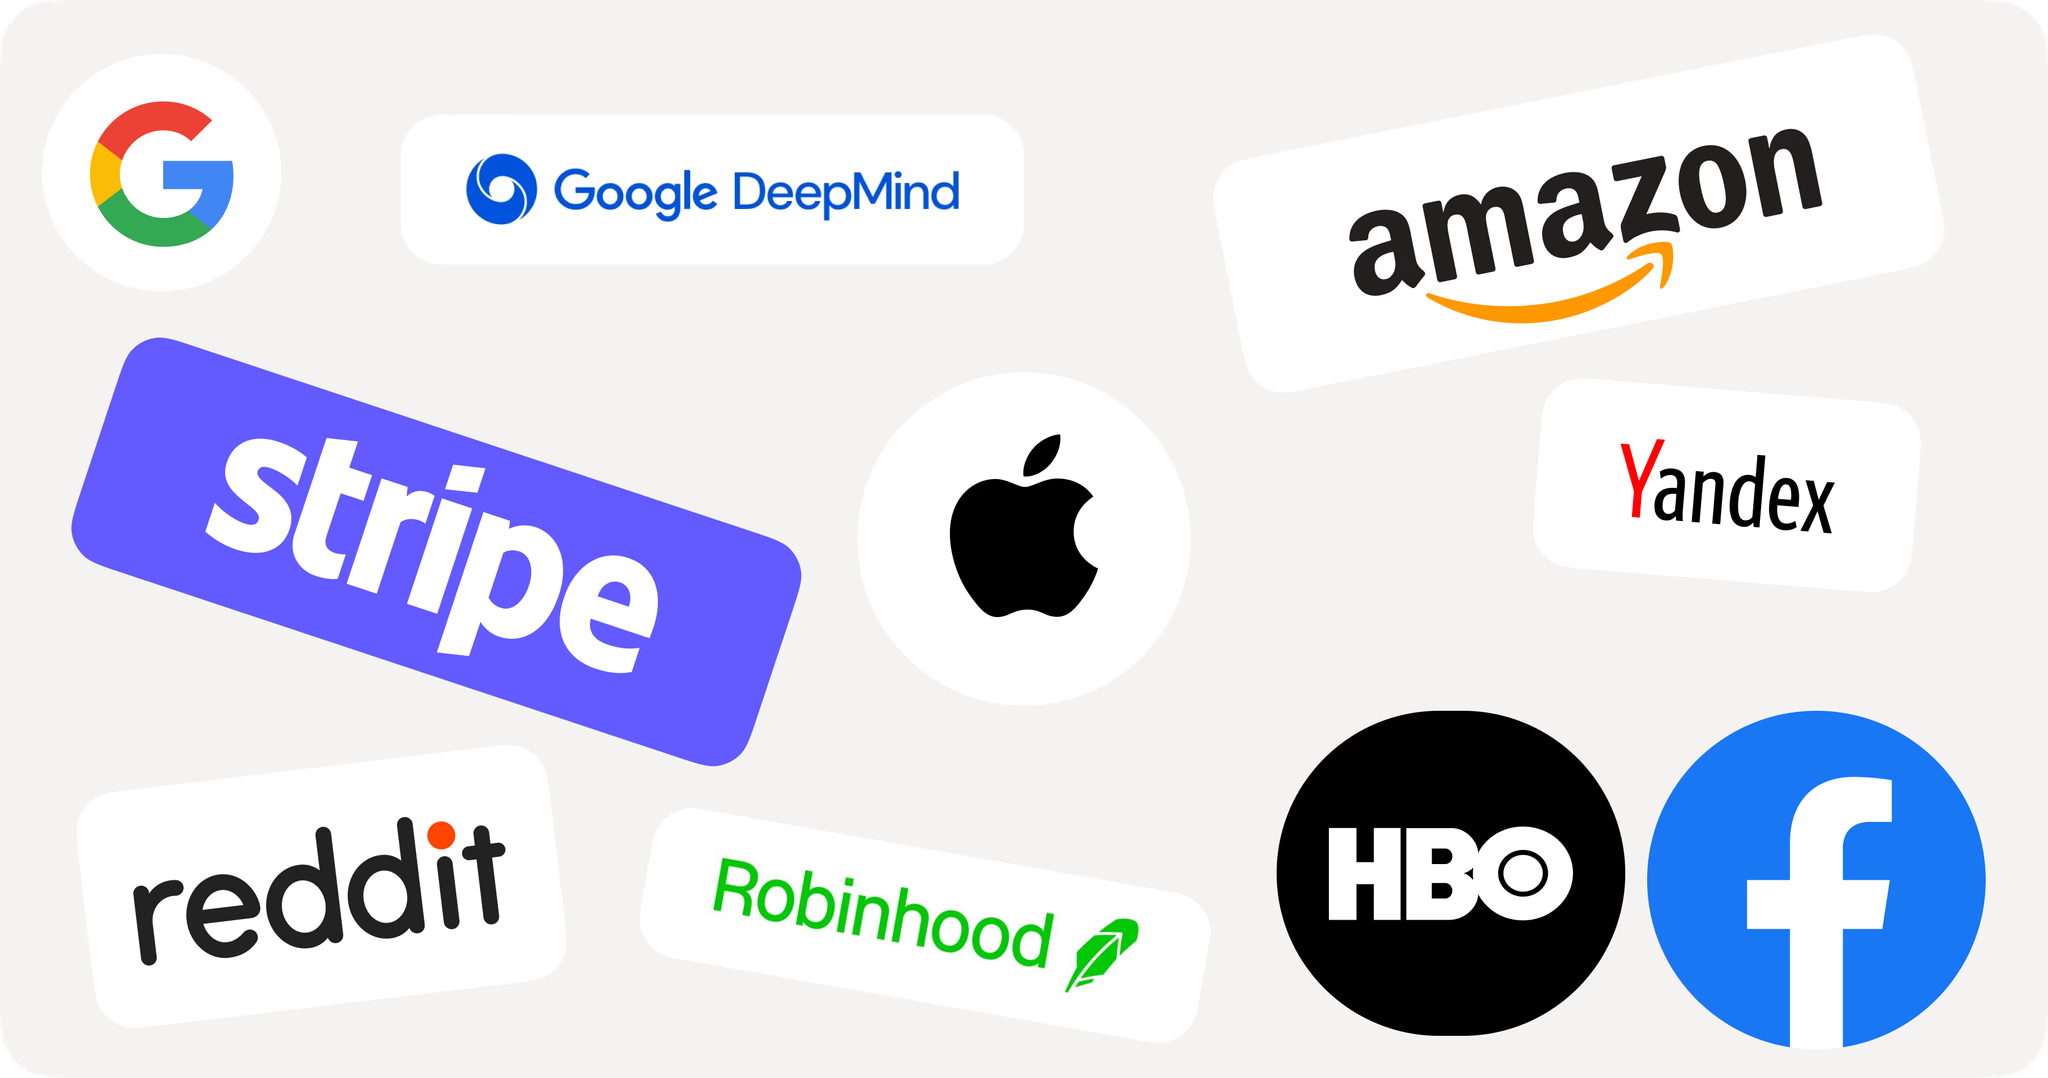 G
Google DeepMind
amazon
stripe
Yandex
reddit
Robinhood
HBO
f